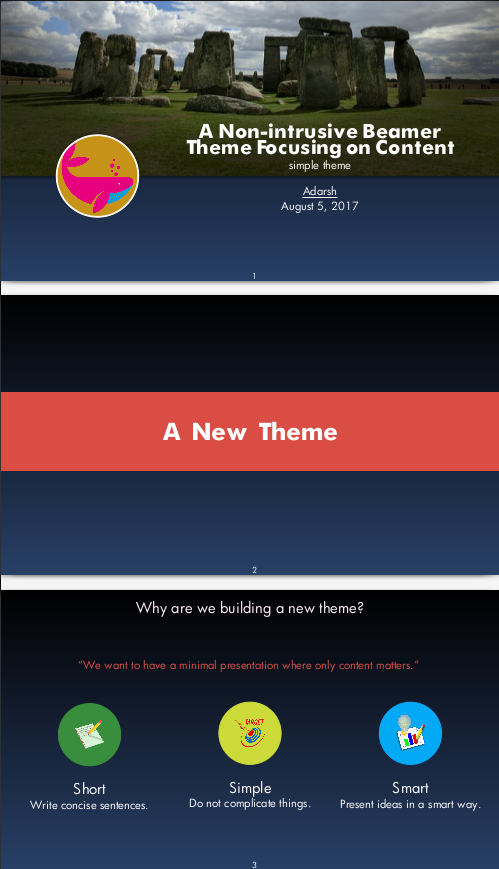 A Non-intrusive Beamer
Theme Focusing on Content
simple theme
Adarsh
August 5, 2017
1
A New Theme
2
Why are we building a new theme?
“We want to have a minimal presentation where only content matters.”
TARGET
Short
Simple
Smart
Write concise sentences.
Do not complicate things.
Present ideas in a smart way.
3